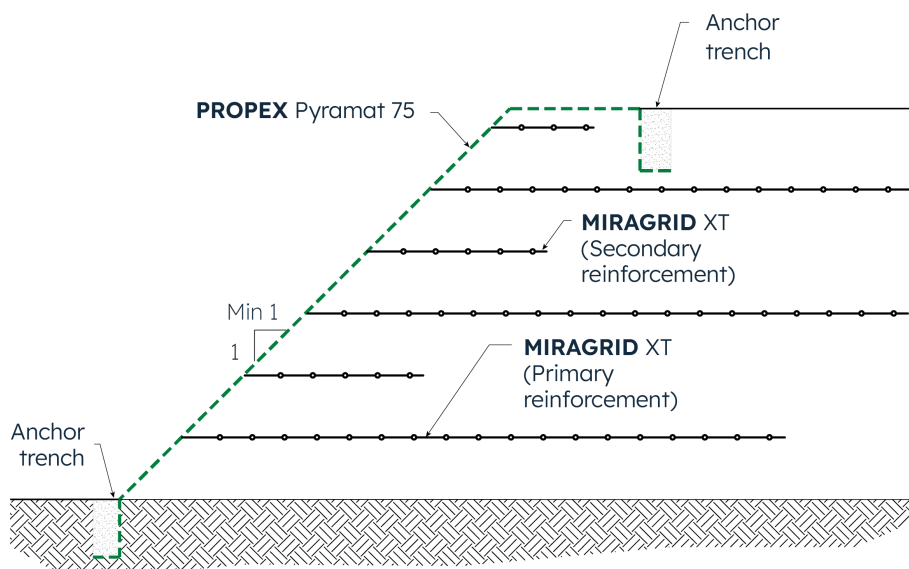 Anchor
trench
PROPEX Pyramat 75
MIRAGRID XT
(Secondary
reinforcement)
Min 1
1
MIRAGRID XT
(Primary
reinforcement)
Anchor
trench